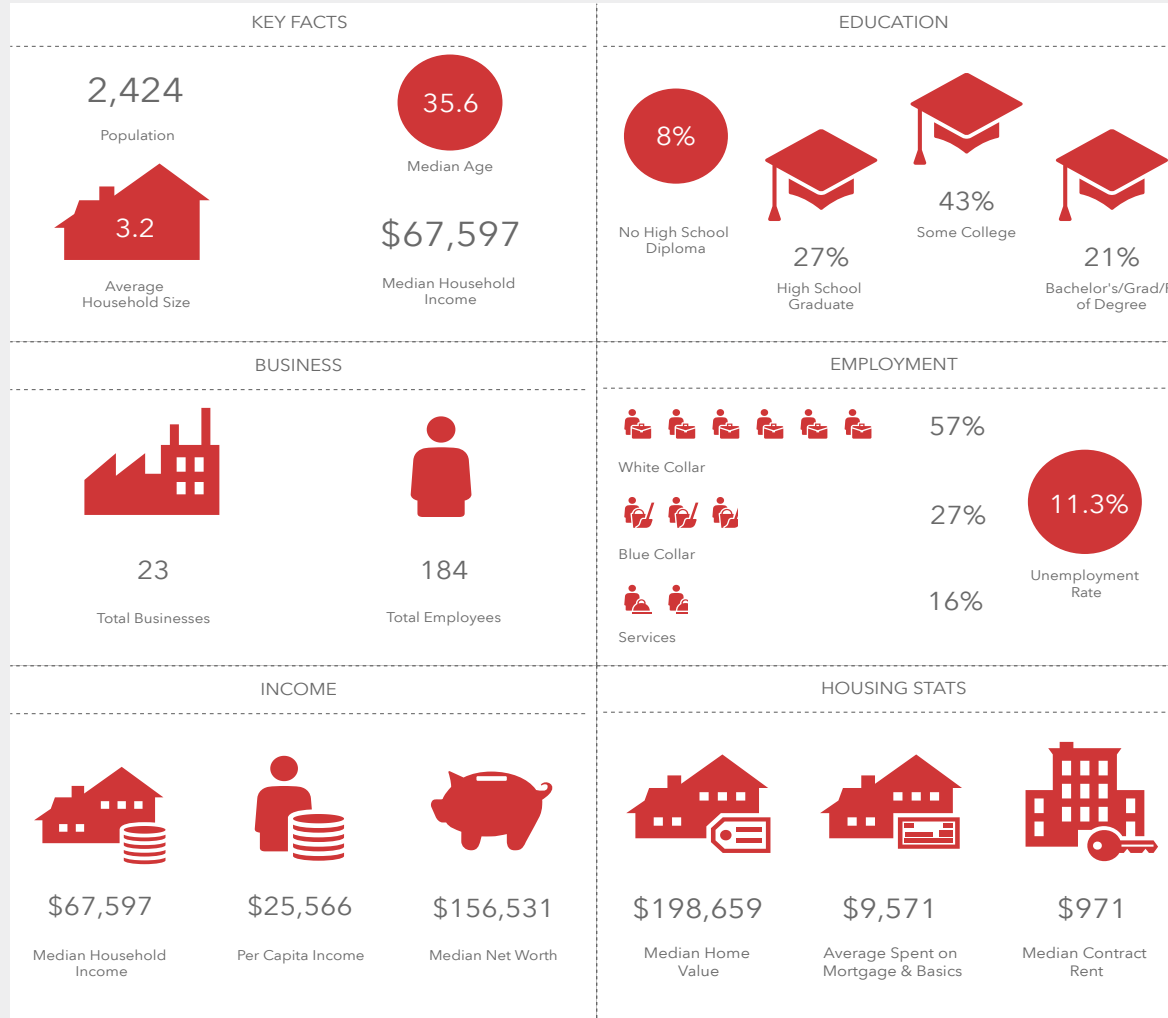 KEY FACTS
2,424
Population
35.6
Median Age
3.2
Average
Household Size
$67,597
Median Household
Income
EDUCATION
8%
No High School
Diploma
27%
High School
Graduate
43%
Some College
21%
Bachelor's/Grad/
of Degree
BUSINESS
23
Total Businesses
184
Total Employees
EMPLOYMENT
57%
White Collar
27%
Blue Collar
16%
Services
11.3%
Unemployment
Rate
INCOME
$67,597
Median Household
Income
$25,566
Per Capita Income
$156,531
Median Net Worth
HOUSING STATS
$198,659
Median Home
Value
$9,571
Average Spent on
Mortgage & Basics
$971
Median Contract
Rent